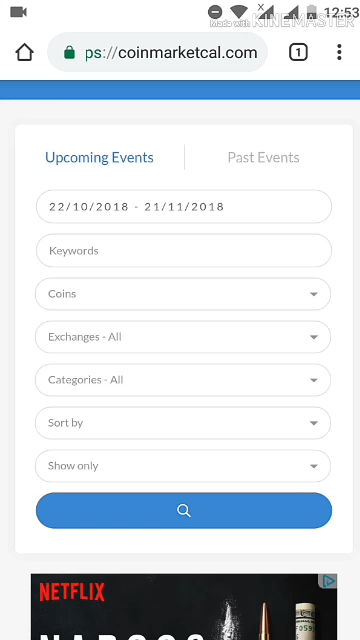 12:53
Made with KINEMASTER
ps://coinmarketcal.com
1
Upcoming Events
Past Events
22/10/2018 - 21/11/2018
Keywords
Coins
Exchanges - All
Categories - All
Sort by
Show only
NETFLIX
NARCOS